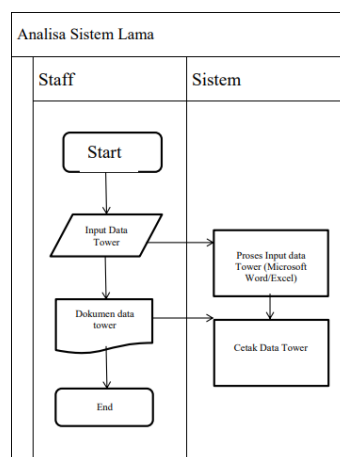 Analisa Sistem Lama
Staff
Sistem
Start
Input Data
Tower
Proses Input data
Tower (Microsoft
Word/Excel)
Dokumen data
tower
Cetak Data Tower
End